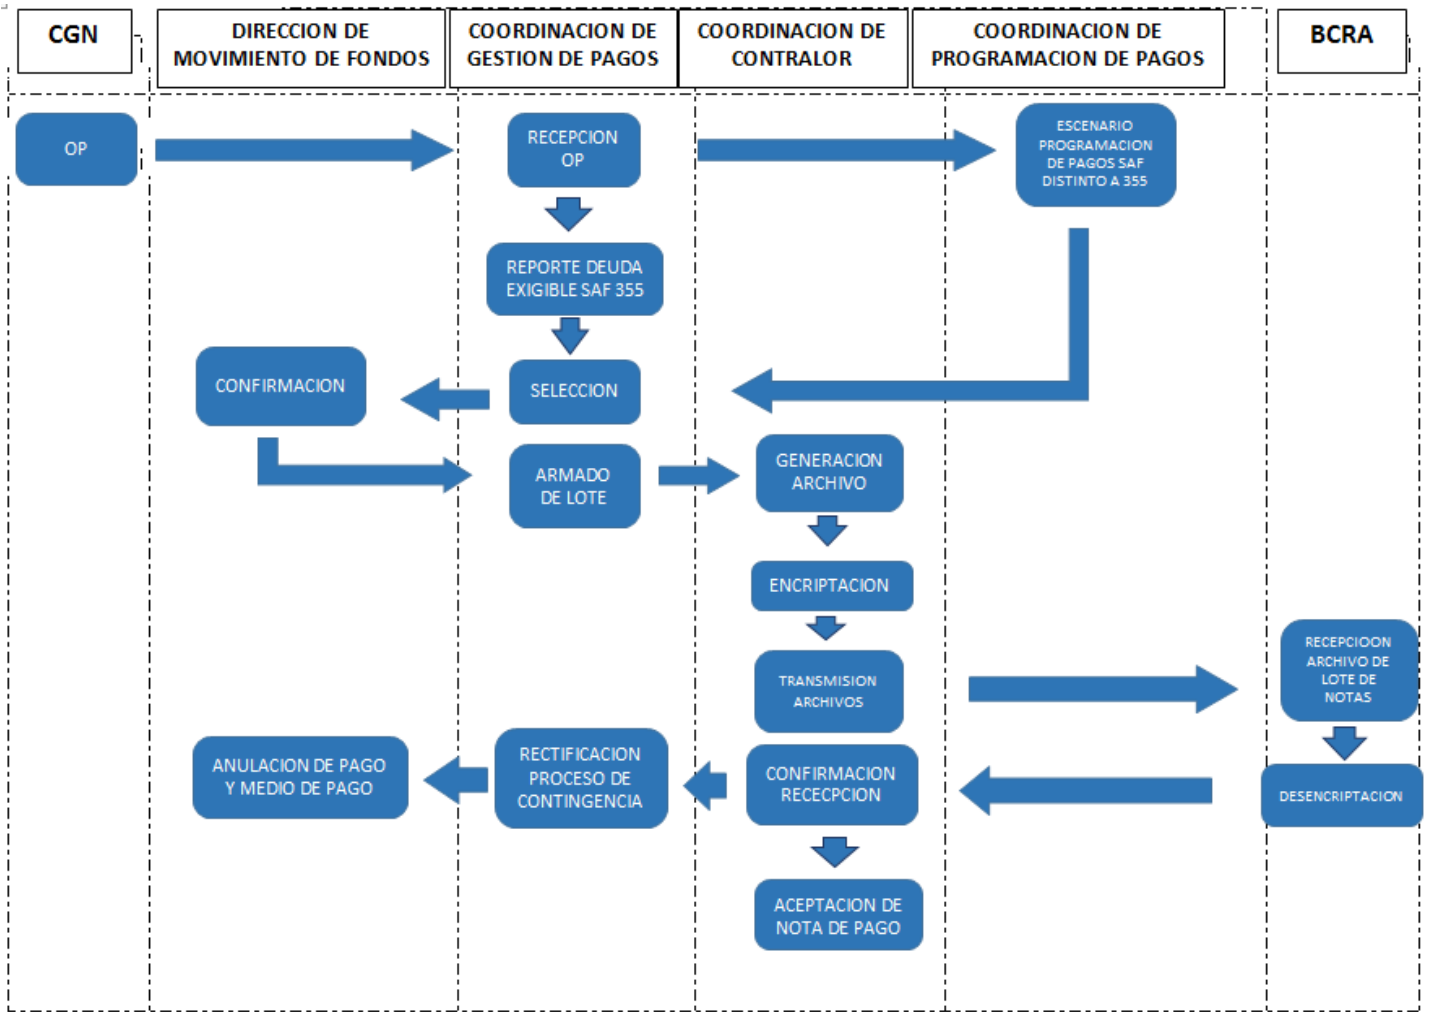 CGN
DIRECCION DE
MOVIMIENTO DE FONDOS
COORDINACION DE
GESTION DE PAGOS
COORDINACION DE
CONTRALOR
COORDINACION DE
PROGRAMACION DE PAGOS
BCRA
OP
RECEPCION
OP
ESCENARIO
PROGRAMACION
DE PAGOS SAF
DISTINTO A 355
REPORTE DEUDA
EXIGIBLE SAF 355
CONFIRMACION
SELECCION
ARMADO
DE LOTE
GENERACION
ARCHIVO
ENCRIPTACION
TRANSMISION
ARCHIVOS
RECEPCIOON
ARCHIVO DE
LOTE DE
NOTAS
ANULACION DE PAGO
Y MEDIO DE PAGO
RECTIFICACION
PROCESO DE
CONTINGENCIA
CONFIRMACION
RECECPCION
DESENCRIPTACION
ACEPTACION DE
NOTA DE PAGO